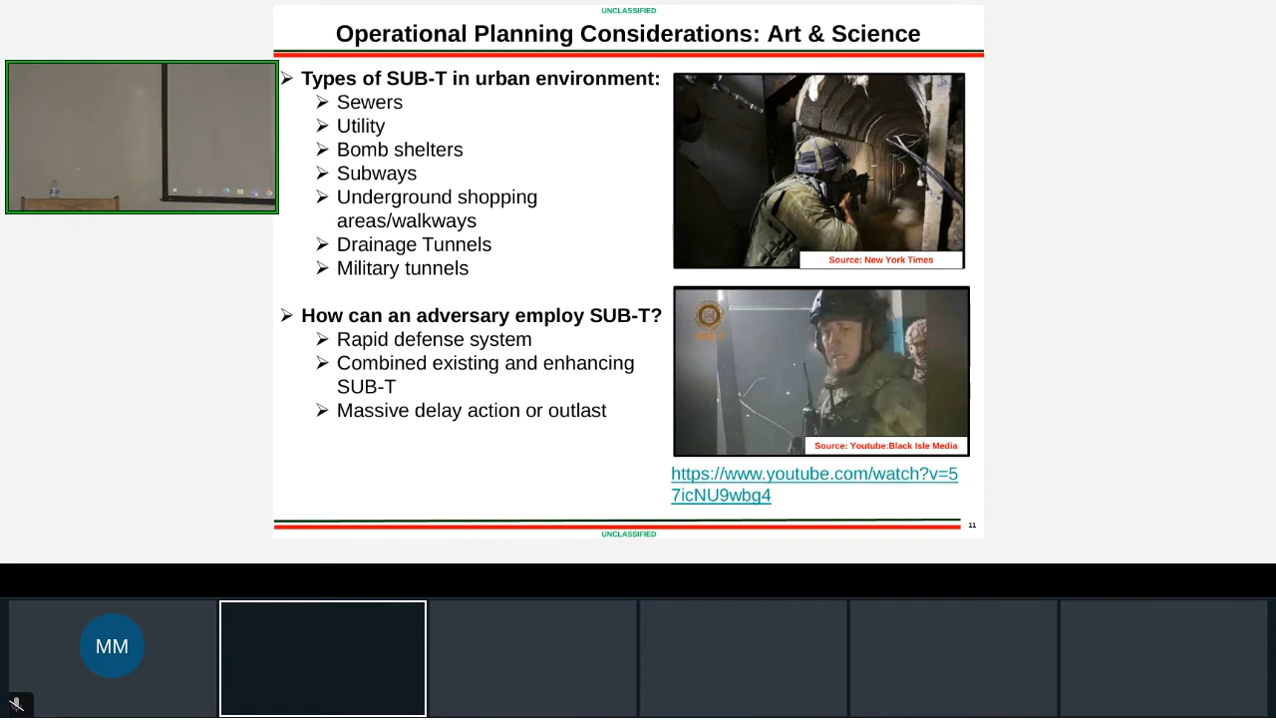 UNCLASSIFIED
Operational Planning Considerations: Art & Science
Types of SUB-T in urban environment:
Sewers
Utility
Bomb shelters
Subways
Underground shopping
areas/walkways
Drainage Tunnels
Military tunnels
How can an adversary employ SUB-T?
Rapid defense system
Combined existing and enhancing
SUB-T
Massive delay action or outlast
Source: New York Times
Source: Youtube:Black Isle Media
https://www.youtube.com/watch?v=5
7icNU9wbg4
11
UNCLASSIFIED
MM